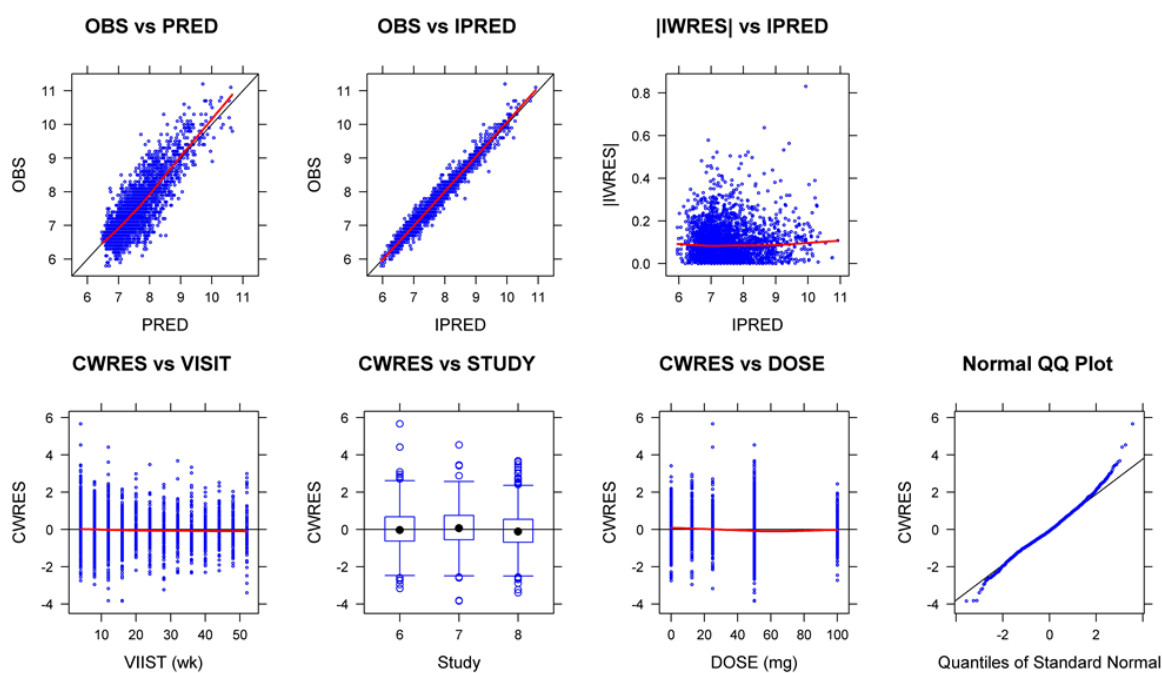 OBS vs PRED
OBS vs IPRED
|IWRES| vs IPRED
OBS
11
10
9
8
7
6
6 7 8 9 10 11
PRED
OBS
11
10
9
8
7
6
6 7 8 9 10 11
IPRED
|IWRES|
0.8
0.6
0.4
0.2
0.0
6 7 8 9 10 11
IPRED
CWRES vs VISIT
CWRES vs STUDY
CWRES vs DOSE
Normal QQ Plot
CWRES
6
4
2
0
-2
-4
10 20 30 40 50
VIIST (wk)
CWRES
6
4
2
0
-2
-4
6 7 8
Study
CWRES
6
4
2
0
-2
-4
0 20 40 60 80 100
DOSE (mg)
CWRES
6
4
2
0
-2
-4
-2 0 2
Quantiles of Standard Normal